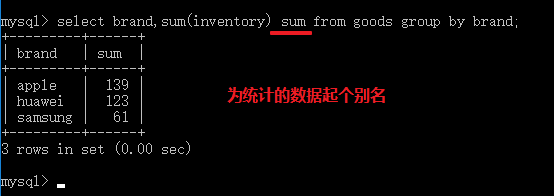 mysql> select brand,sum(inventory) sum from goods group by brand;
+---------+------+
| brand   | sum  |
+---------+------+
| apple   |  139 |
| huawei  |  123 |
| samsung |   61 |
+---------+------+
3 rows in set (0.00 sec)
为统计的数据起个别名
mysql> _